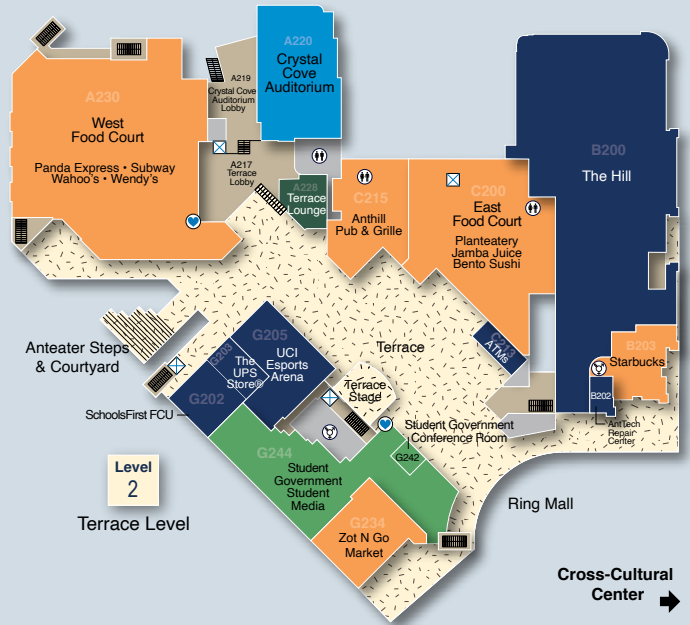 A220
Crystal
Cove
Auditorium
A219
Crystal Cove
Auditorium
Lobby
A230
West
Food Court
Panda Express • Subway
Wahoo's • Wendy's
A217
Terrace
Lobby
A228
Terrace
Lounge
C215
Anthill
Pub & Grille
C200
East
Food Court
Planteatery
Jamba Juice
Bento Sushi
B200
The Hill
C213
ATMs
B203
Starbucks
B202
AntTech
Repair
Center
Anteater Steps
& Courtyard
G205
UCI
Esports
Arena
G203
The
UPS
Store®
G202
SchoolsFirst FCU
Terrace
Terrace
Stage
Student Government
Conference Room
G242
G244
Student
Government
Student
Media
G234
Zot N Go
Market
Level
2
Terrace Level
Ring Mall
Cross-Cultural
Center